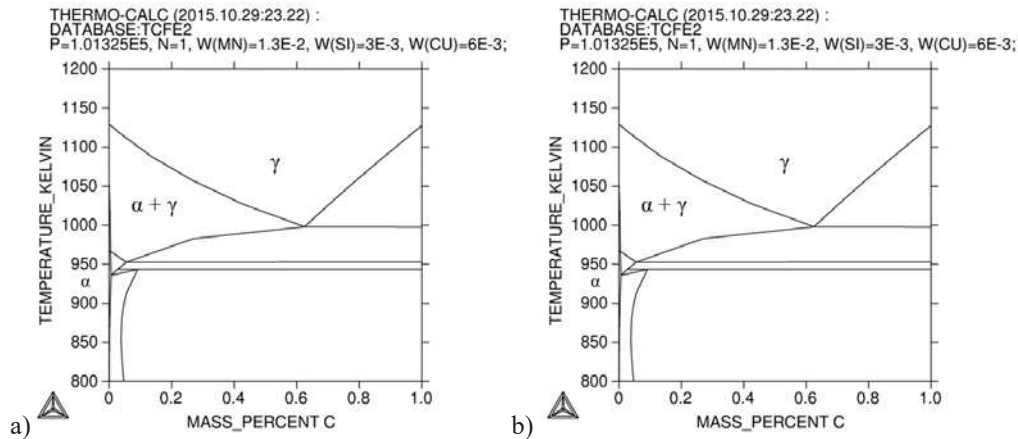 THERMO-CALC (2015.10.29:23.22) :
DATABASE:TCFE2
P=1.01325E5, N=1, W(MN)=1.3E-2, W(SI)=3E-3, W(CU)=6E-3;
1200
1150
1100
1050
1000
950
900
850
800
TEMPERATURE_KELVIN
γ
α + γ
α
0
0.2
0.4
0.6
0.8
1.0
MASS_PERCENT C
a)
THERMO-CALC (2015.10.29:23.22) :
DATABASE:TCFE2
P=1.01325E5, N=1, W(MN)=1.3E-2, W(SI)=3E-3, W(CU)=6E-3;
1200
1150
1100
1050
1000
950
900
850
800
TEMPERATURE_KELVIN
γ
α + γ
α
0
0.2
0.4
0.6
0.8
1.0
MASS_PERCENT C
b)